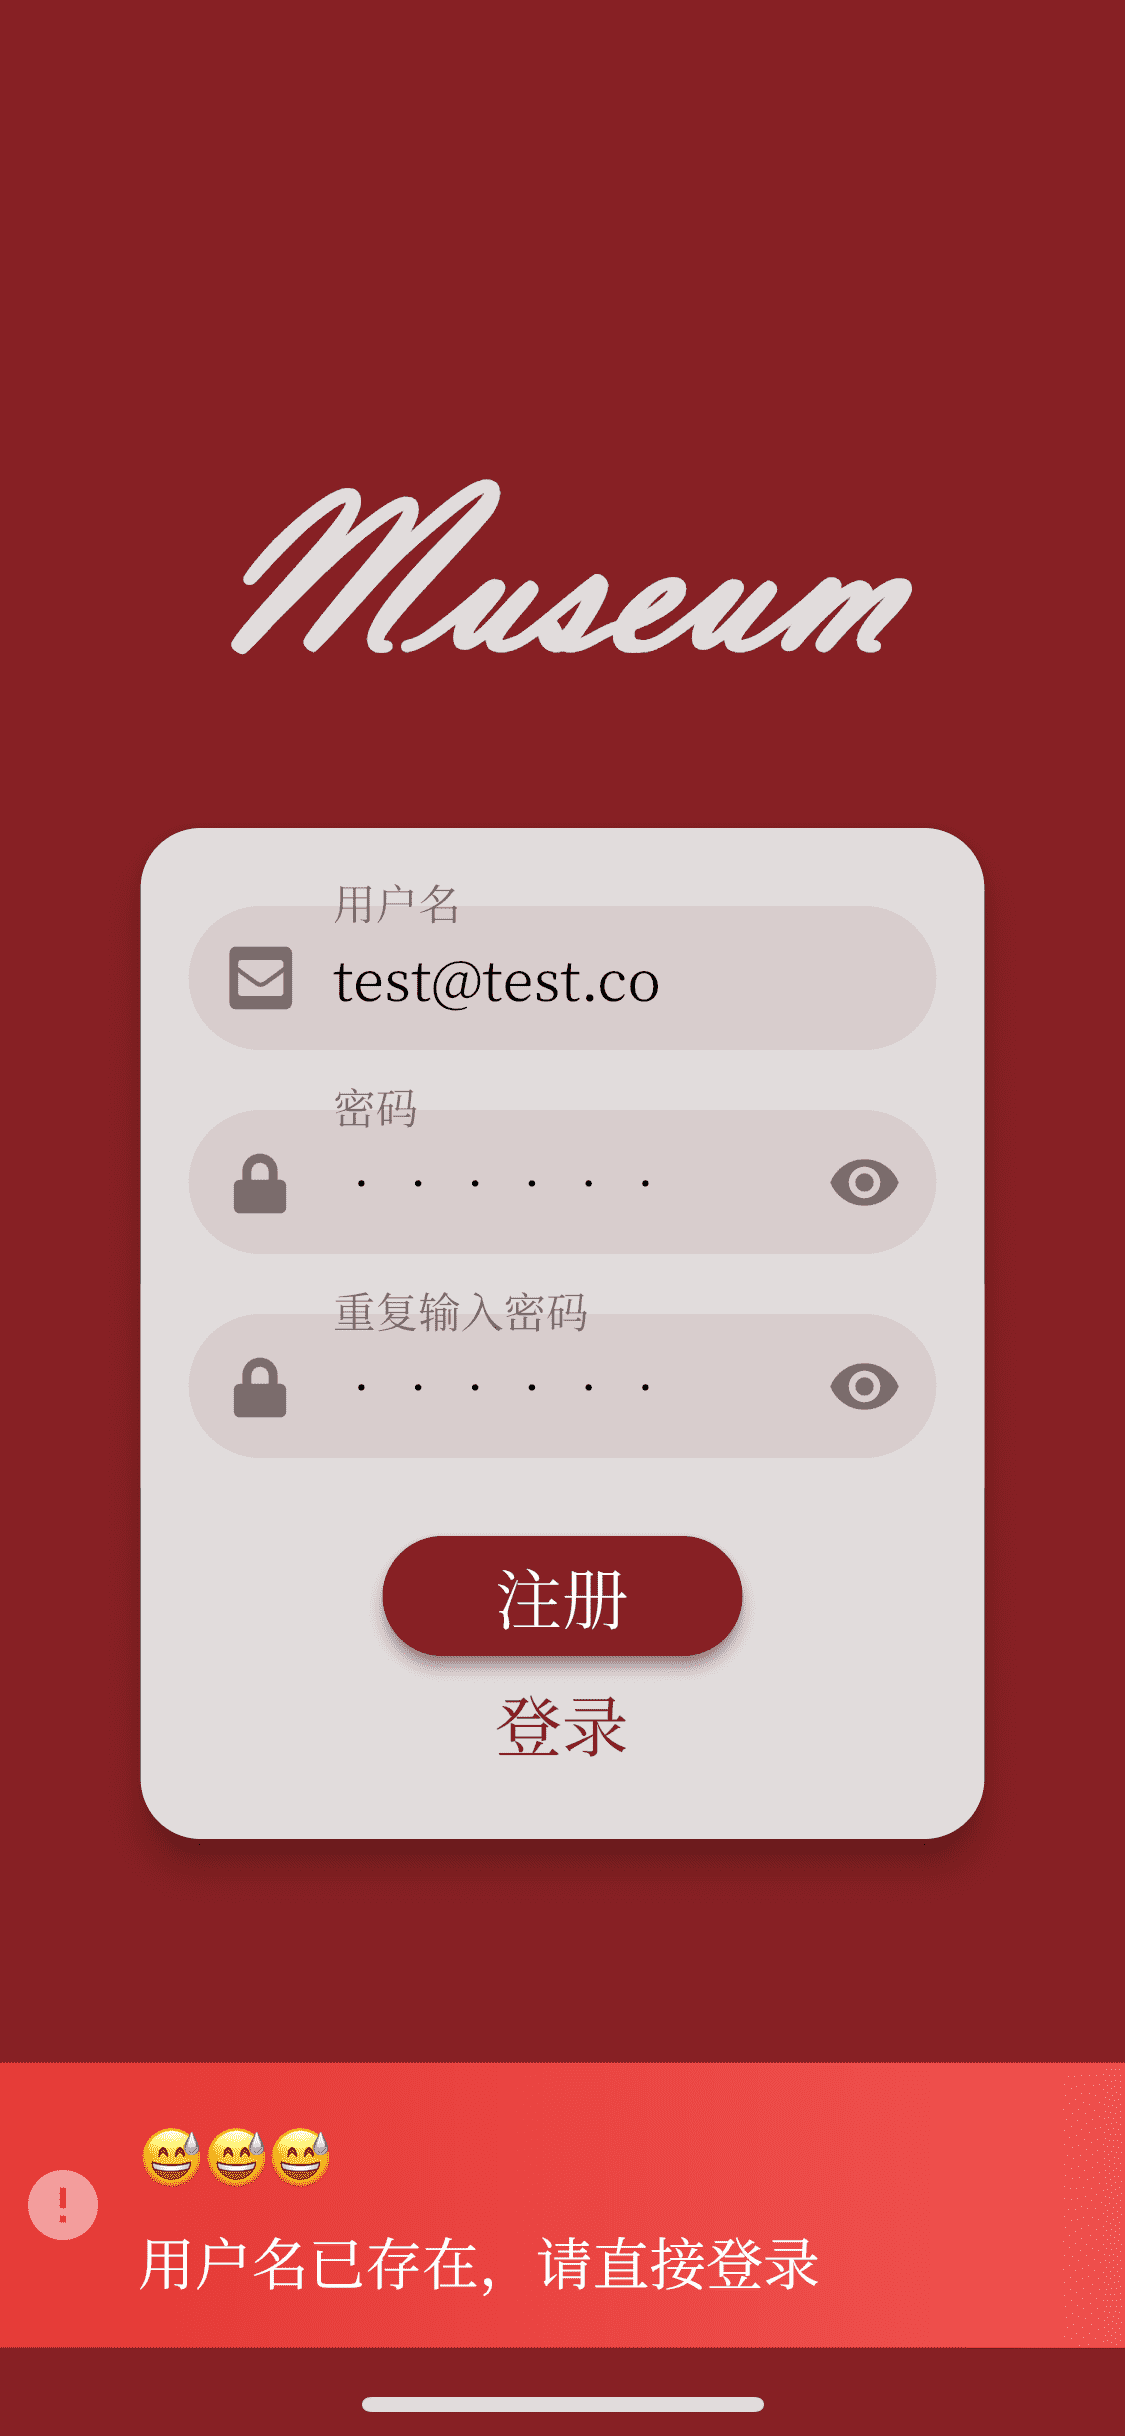 Museum
用户名
test@test.co
密码
······
重复输入密码
······
注册
登录
😅😅😅
用户名已存在，请直接登录